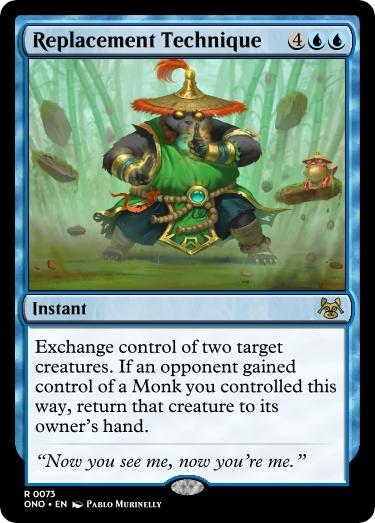 Replacement Technique 4
Instant
Exchange control of two target
creatures. If an opponent gained
control of a Monk you controlled this
way, return that creature to its
owner's hand.
“Now you see me, now you're me.”
R 0073
ONO • EN Pablo Murinelly